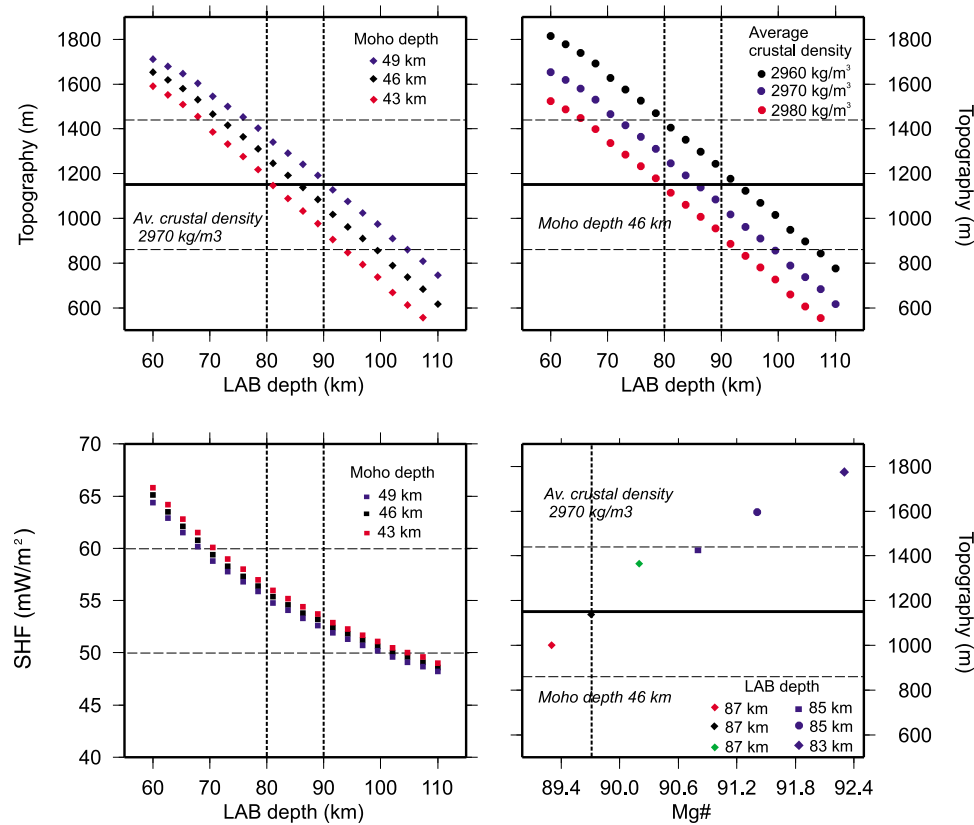 1800
1600
1400
1200
1000
800
600
Topography (m)
Moho depth
49 km
46 km
43 km
Av. crustal density
2970 kg/m3
60 70 80 90 100 110
LAB depth (km)
Average
crustal density
2960 kg/m³
2970 kg/m³
2980 kg/m³
Moho depth 46 km
1800
1600
1400
1200
1000
800
600
Topography (m)
60 70 80 90 100 110
LAB depth (km)
70
65
60
55
50
45
40
SHF (mW/m²)
Moho depth
49 km
46 km
43 km
60 70 80 90 100 110
LAB depth (km)
Av. crustal density
2970 kg/m3
Moho depth 46 km
LAB depth
87 km 85 km
87 km 85 km
87 km 83 km
1800
1600
1400
1200
1000
800
600
Topography (m)
89.4 90.0 90.6 91.2 91.8 92.4
Mg#